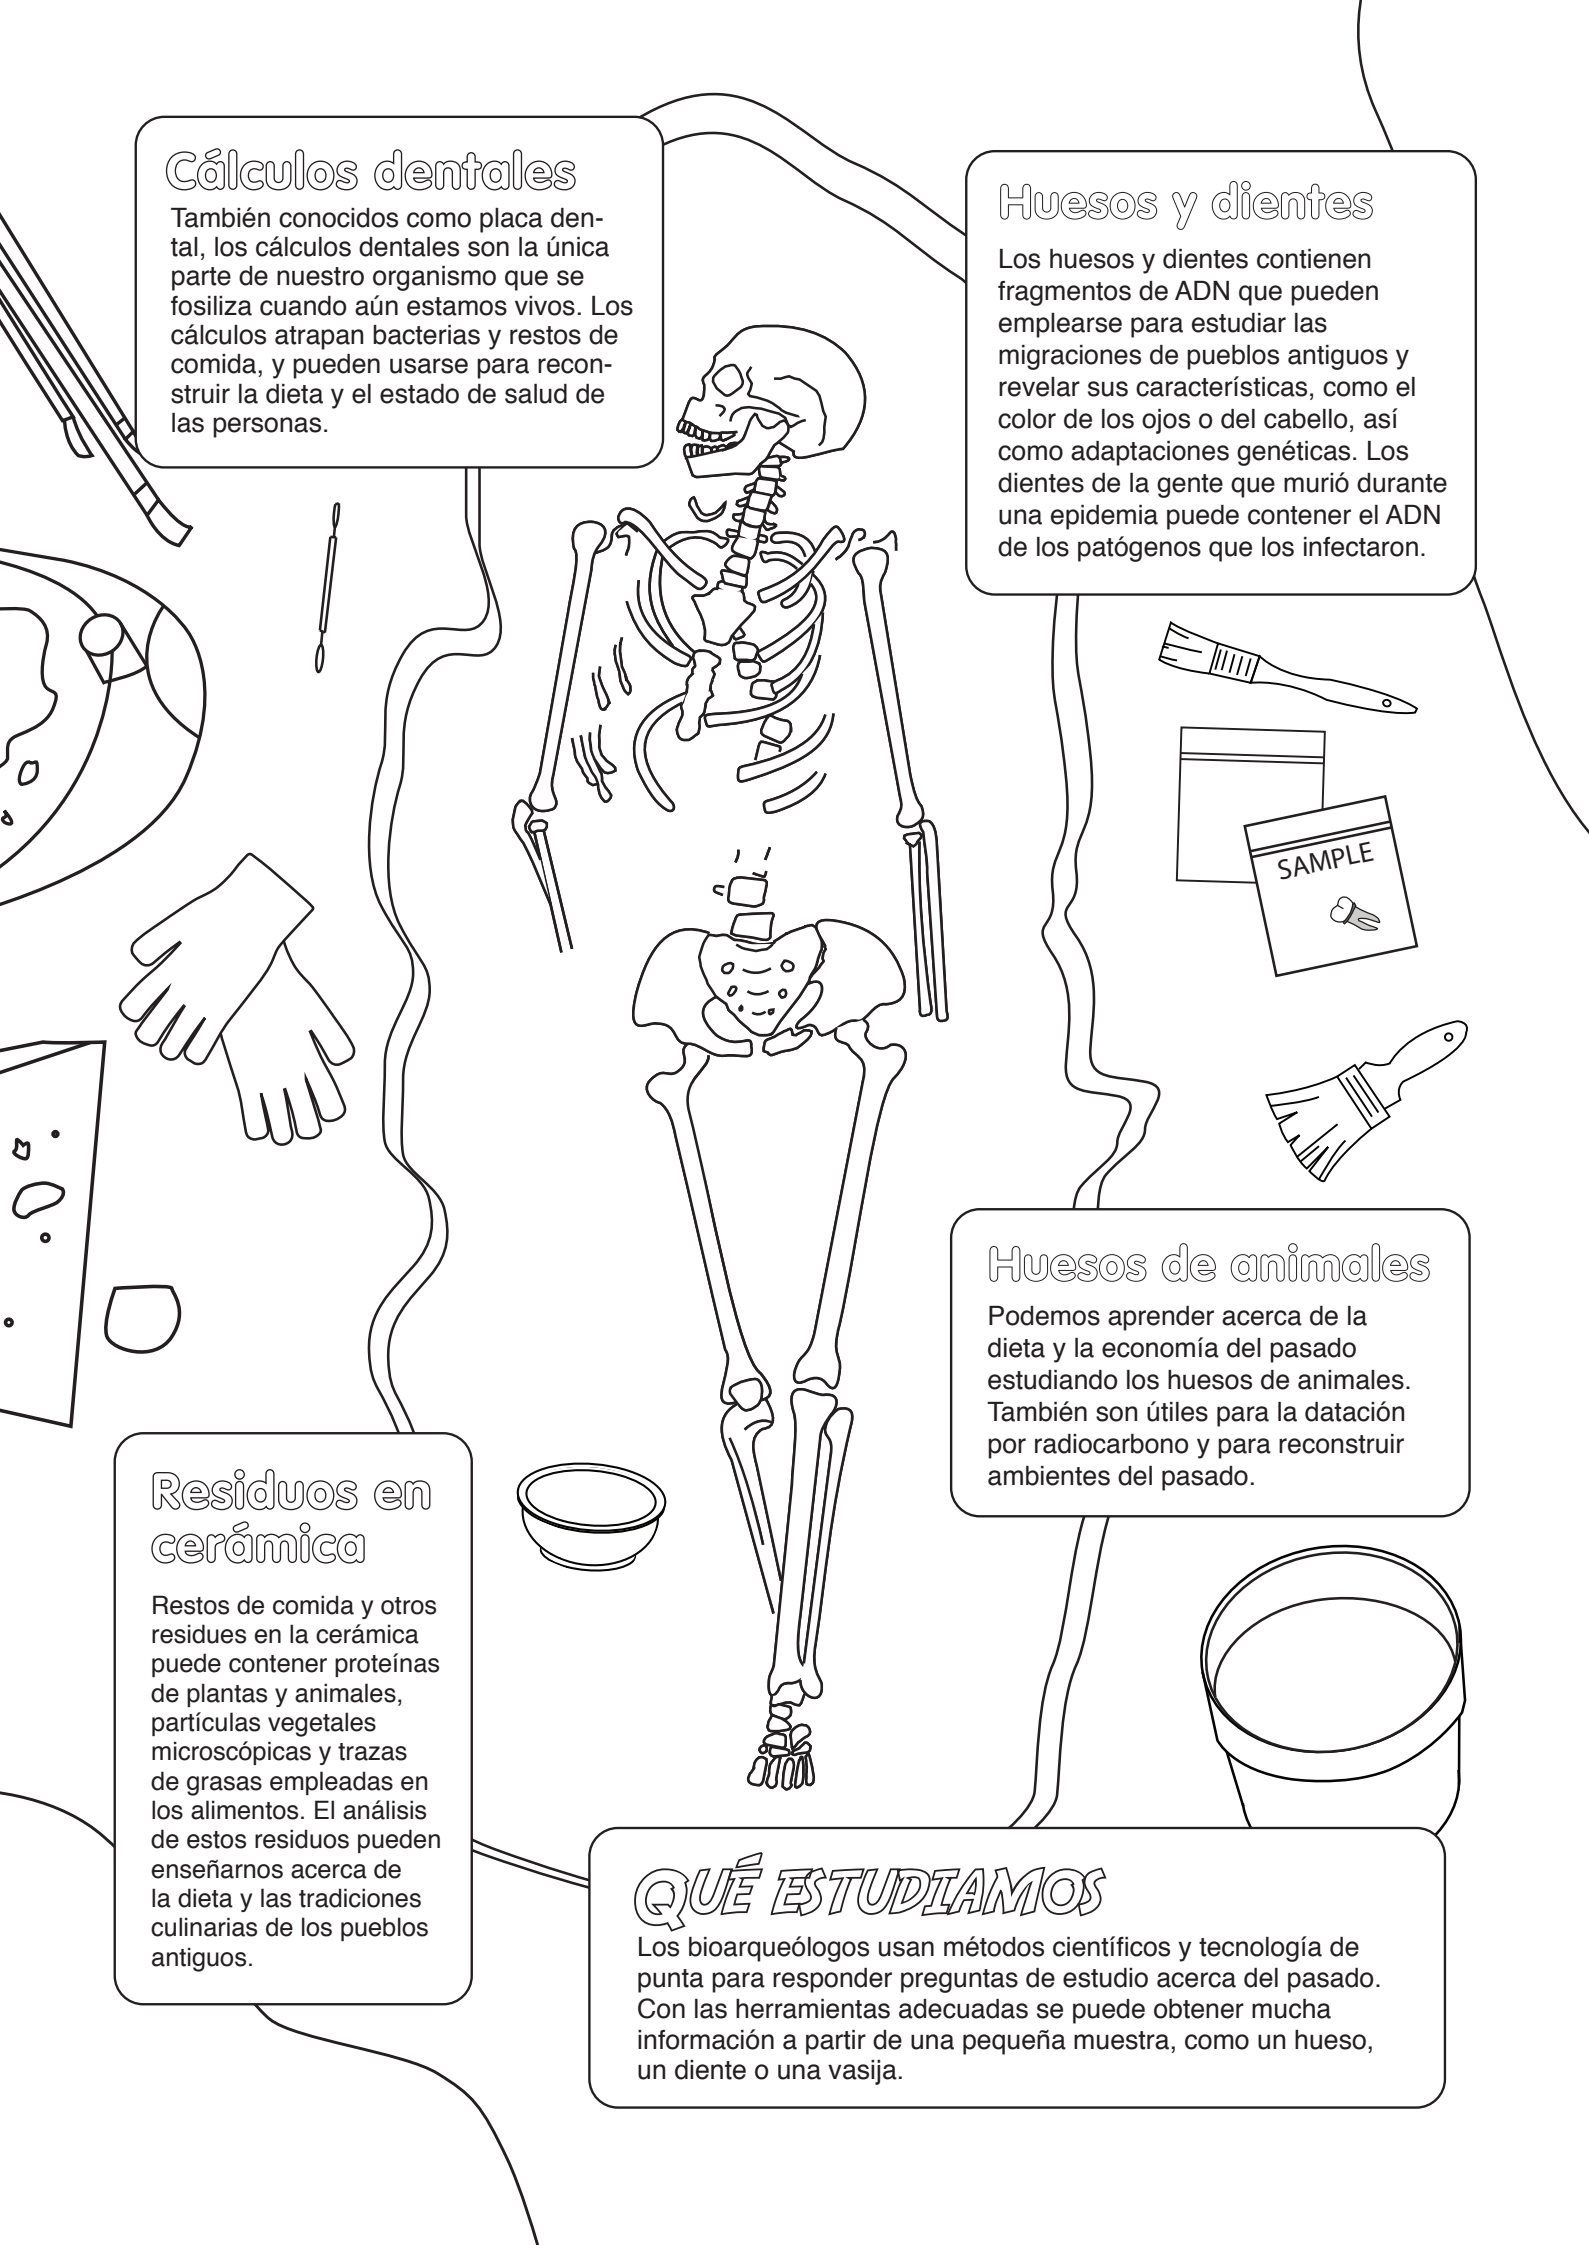 Cálculos dentales
También conocidos como placa den-
tal, los cálculos dentales son la única
parte de nuestro organismo que se
fosiliza cuando aún estamos vivos. Los
cálculos atrapan bacterias y restos de
comida, y pueden usarse para recon-
struir la dieta y el estado de salud de
las personas.
Huesos y dientes
Los huesos y dientes contienen
fragmentos de ADN que pueden
emplearse para estudiar las
migraciones de pueblos antiguos y
revelar sus características, como el
color de los ojos o del cabello, así
como adaptaciones genéticas. Los
dientes de la gente que murió durante
una epidemia puede contener el ADN
de los patógenos que los infectaron.
SAMPLE
Huesos de animales
Podemos aprender acerca de la
dieta y la economía del pasado
estudiando los huesos de animales.
También son útiles para la datación
por radiocarbono y para reconstruir
ambientes del pasado.
Residuos en
cerámica
Restos de comida y otros
residues en la cerámica
puede contener proteínas
de plantas y animales,
partículas vegetales
microscópicas y trazas
de grasas empleadas en
los alimentos. El análisis
de estos residuos pueden
enseñarnos acerca de
la dieta y las tradiciones
culinarias de los pueblos
antiguos.
QUÉ ESTUDIAMOS
Los bioarqueólogos usan métodos científicos y tecnología de
punta para responder preguntas de estudio acerca del pasado.
Con las herramientas adecuadas se puede obtener mucha
información a partir de una pequeña muestra, como un hueso,
un diente o una vasija.